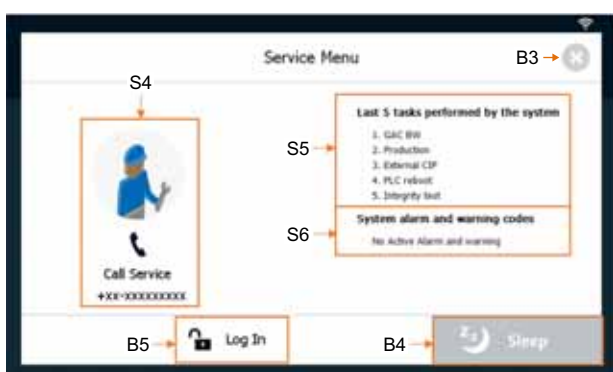 Service Menu
B3
S4
S5
Last 5 tasks performed by the system
1. GAC BW
2. Production
3. External CIP
4. PLC reboot
5. Integrity test
S6
System alarm and warning codes
No Active Alarm and warning
Call Service
+xx-xxxxxxxxx
B5
Log In
B4
Sleep